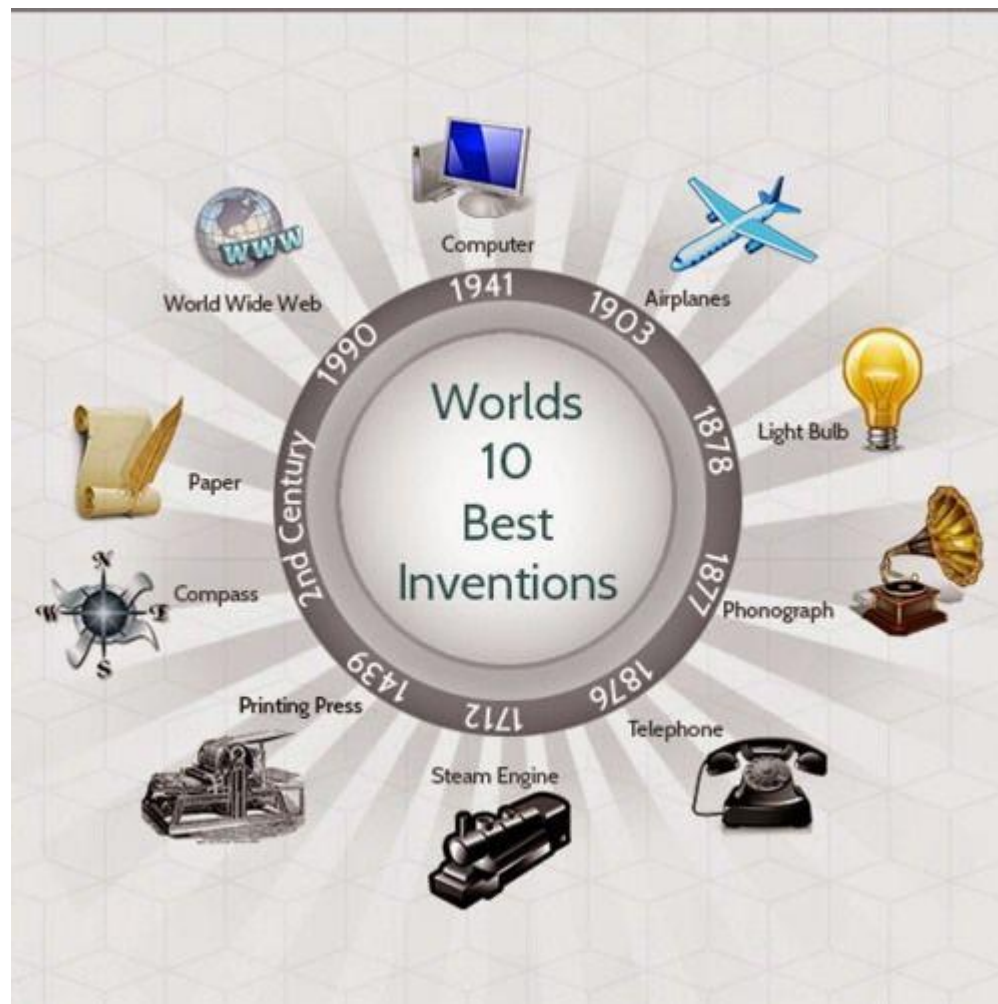 Worlds
10
Best
Inventions
Computer
1941
Airplanes
1903
Light Bulb
1878
Phonograph
1877
Telephone
1876
Steam Engine
1712
Printing Press
1439
Compass
N
W
E
S
Paper
2nd Century
World Wide Web
WWW
1990